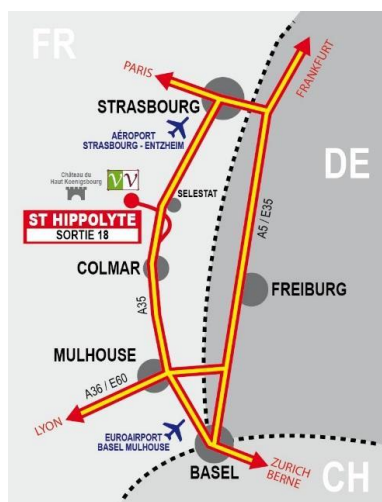 FR
PARIS
FRANKFURT
STRASBOURG
AÉROPORT
STRASBOURG - ENTZHEIM
DE
Château du
Haut Koenigsbourg
VV
SELESTAT
ST HIPPOLYTE
SORTIE 18
A5 / E35
COLMAR
FREIBURG
A35
MULHOUSE
A36 / E60
LYON
EUROAIRPORT
BASEL MULHOUSE
BASEL
ZURICH
BERNE
CH